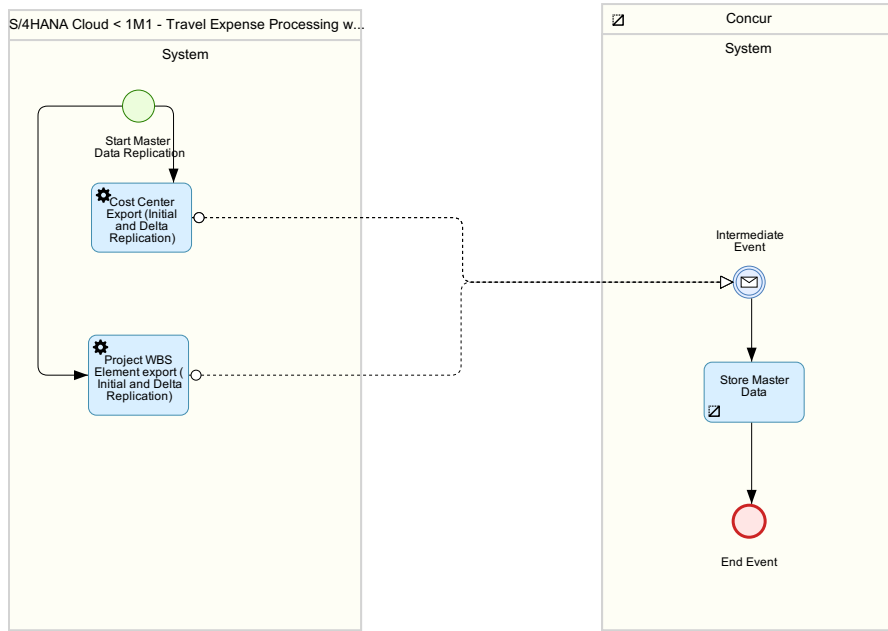 S/4HANA Cloud < 1M1 - Travel Expense Processing w...
System
Start Master
Data Replication
Cost Center
Export (Initial
and Delta
Replication)
Project WBS
Element export (
Initial and Delta
Replication)
Concur
System
Intermediate
Event
Store Master
Data
End Event